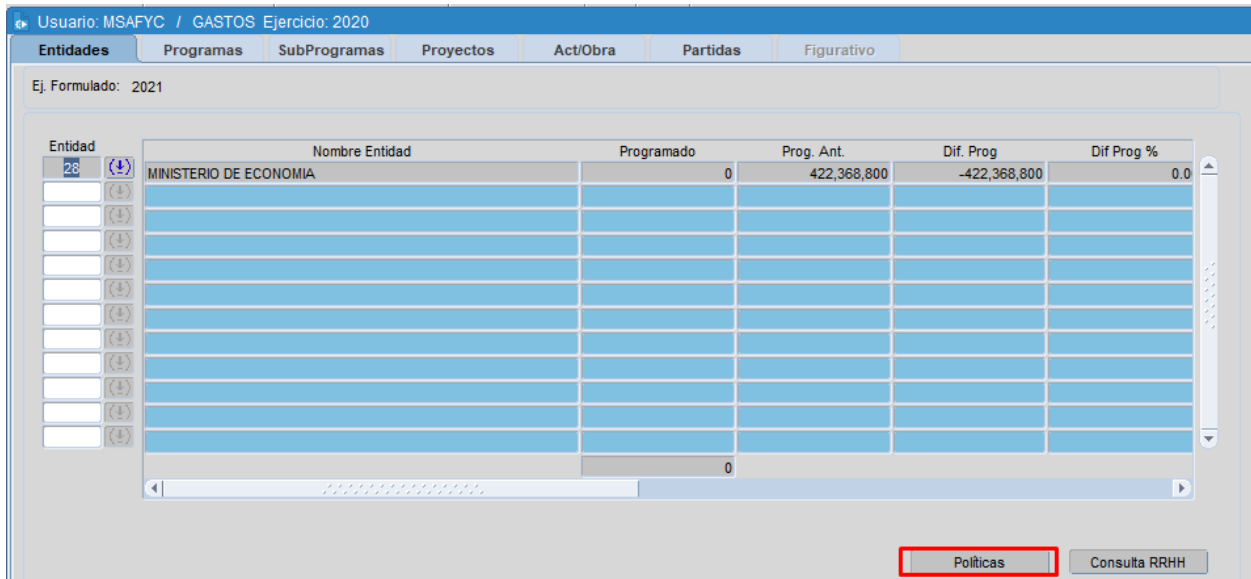 Usuario: MSAFYC / GASTOS Ejercicio: 2020
Entidades Programas SubProgramas Proyectos Act/Obra Partidas Figurativo
Ej. Formulado: 2021
Entidad Nombre Entidad Programado Prog. Ant. Dif. Prog Dif Prog %
28 MINISTERIO DE ECONOMIA 0 422,368,800 -422,368,800 0.0
0
Políticas Consulta RRHH